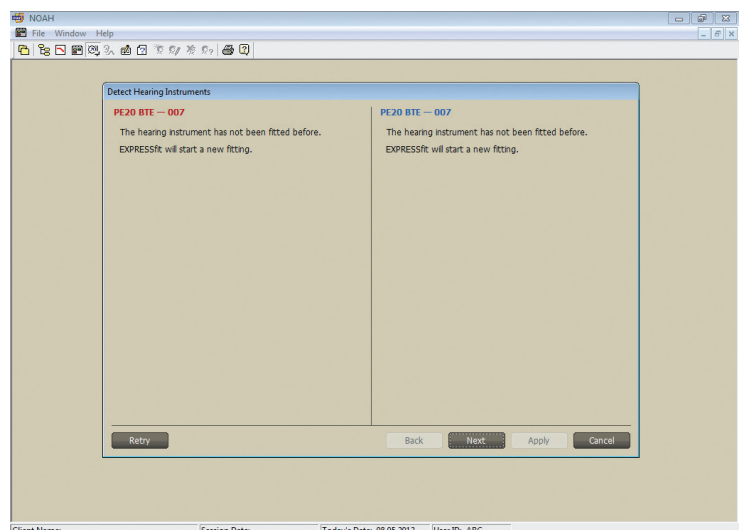 NOAH
File Window Help
Detect Hearing Instruments
PE20 BTE — 007
The hearing instrument has not been fitted before.
EXPRESSfit will start a new fitting.
PE20 BTE — 007
The hearing instrument has not been fitted before.
EXPRESSfit will start a new fitting.
Retry Back Next Apply Cancel
Client Name: Session Date: Today's Date: 08.05.2012 User ID: ABC